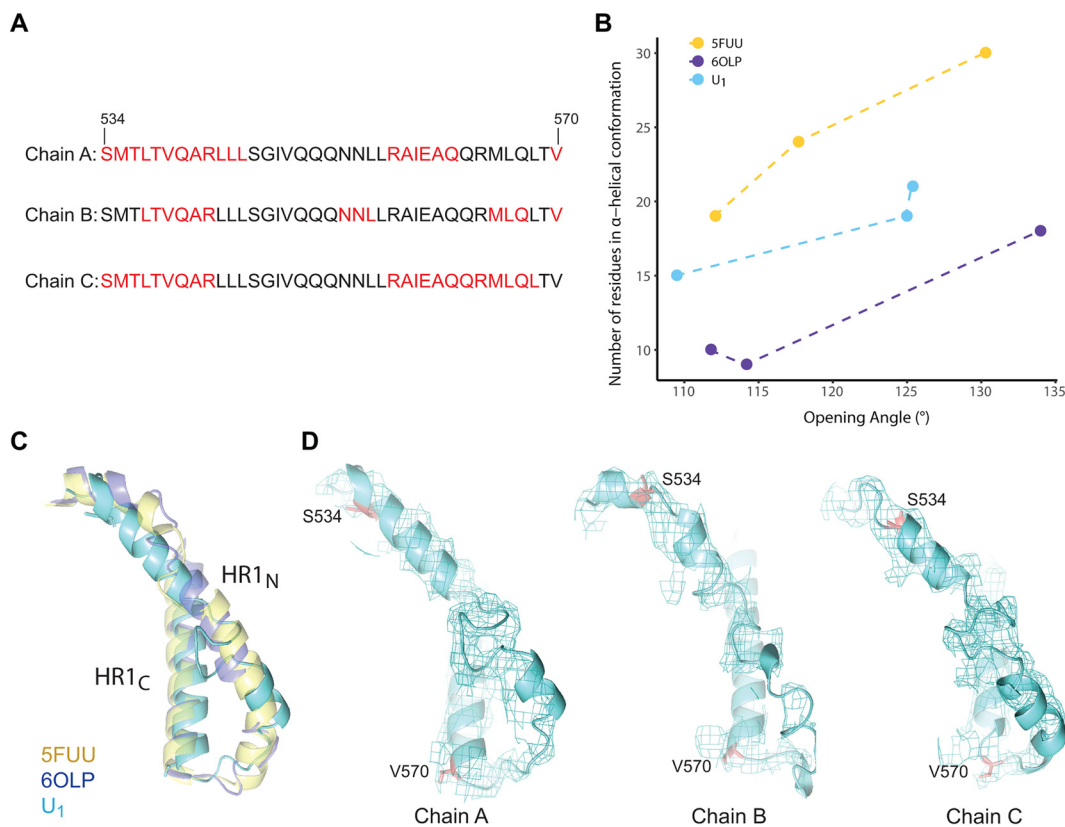 A
534
570
Chain A: SMTLTVQARLLLSGIVQQQNNLLRAIEAQQRMLQLTV
Chain B: SMTLTVQARLLLSGIVQQQNNLLRAIEAQQRMLQLTV
Chain C: SMTLTVQARLLLSGIVQQQNNLLRAIEAQQRMLQLTV
B
5FUU
6OLP
U1
Number of residues in α−helical conformation
30
25
20
15
10
110 115 120 125 130 135
Opening Angle (°)
C
HR1N
HR1C
5FUU
6OLP
U1
D
S534
V570
Chain A
S534
V570
Chain B
S534
V570
Chain C